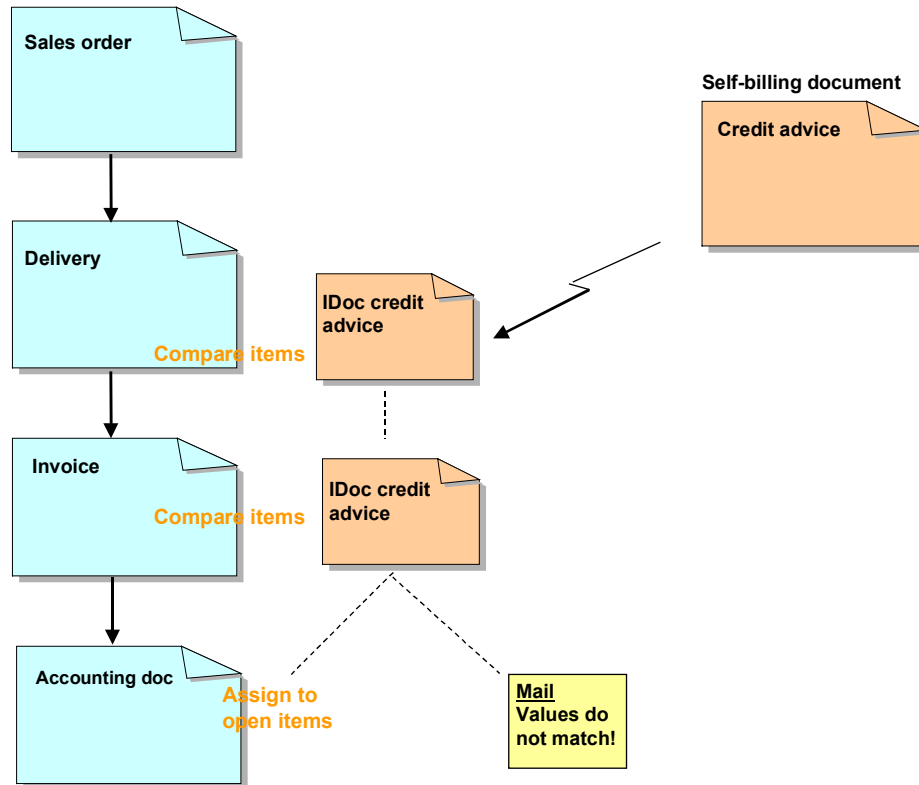 Sales order
Self-billing document
Credit advice
Delivery
IDoc credit
advice
Compare items
Invoice
IDoc credit
advice
Compare items
Accounting doc
Assign to
open items
Mail
Values do
not match!